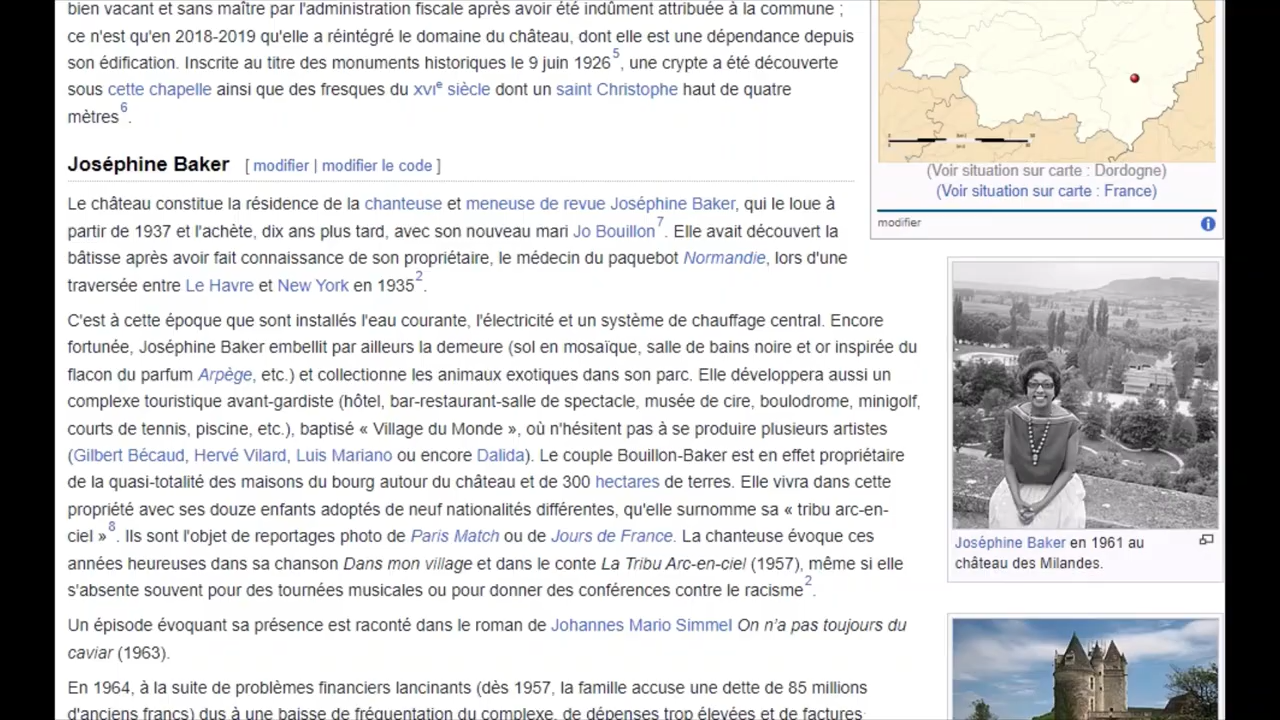 bien vacant et sans maître par l'administration fiscale après avoir été indûment attribuée à la commune ;
ce n'est qu'en 2018-2019 qu'elle a réintégré le domaine du château, dont elle est une dépendance depuis
son édification. Inscrite au titre des monuments historiques le 9 juin 1926⁵, une crypte a été découverte
sous cette chapelle ainsi que des fresques du XVIᵉ siècle dont un saint Christophe haut de quatre
mètres⁶.
Joséphine Baker [ modifier | modifier le code ]
Le château constitue la résidence de la chanteuse et meneuse de revue Joséphine Baker, qui le loue à
partir de 1937 et l'achète, dix ans plus tard, avec son nouveau mari Jo Bouillon⁷. Elle avait découvert la
bâtisse après avoir fait connaissance de son propriétaire, le médecin du paquebot Normandie, lors d'une
traversée entre Le Havre et New York en 1935².
C'est à cette époque que sont installés l'eau courante, l'électricité et un système de chauffage central. Encore
fortunée, Joséphine Baker embellit par ailleurs la demeure (sol en mosaïque, salle de bains noire et or inspirée du
flacon du parfum Arpège, etc.) et collectionne les animaux exotiques dans son parc. Elle développera aussi un
complexe touristique avant-gardiste (hôtel, bar-restaurant-salle de spectacle, musée de cire, boulodrome, minigolf,
courts de tennis, piscine, etc.), baptisé « Village du Monde », où n'hésitent pas à se produire plusieurs artistes
(Gilbert Bécaud, Hervé Vilard, Luis Mariano ou encore Dalida). Le couple Bouillon-Baker est en effet propriétaire
de la quasi-totalité des maisons du bourg autour du château et de 300 hectares de terres. Elle vivra dans cette
propriété avec ses douze enfants adoptés de neuf nationalités différentes, qu'elle surnomme sa « tribu arc-en-
ciel »⁸. Ils sont l'objet de reportages photo de Paris Match ou de Jours de France. La chanteuse évoque ces
années heureuses dans sa chanson Dans mon village et dans le conte La Tribu Arc-en-ciel (1957), même si elle
s'absente souvent pour des tournées musicales ou pour donner des conférences contre le racisme².
Un épisode évoquant sa présence est raconté dans le roman de Johannes Mario Simmel On n'a pas toujours du
caviar (1963).
En 1964, à la suite de problèmes financiers lancinants (dès 1957, la famille accuse une dette de 85 millions
d'anciens francs) dus à une baisse de fréquentation du complexe, de dépenses trop élevées et de factures
(Voir situation sur carte : Dordogne)
(Voir situation sur carte : France)
modifier
Joséphine Baker en 1961 au
château des Milandes.